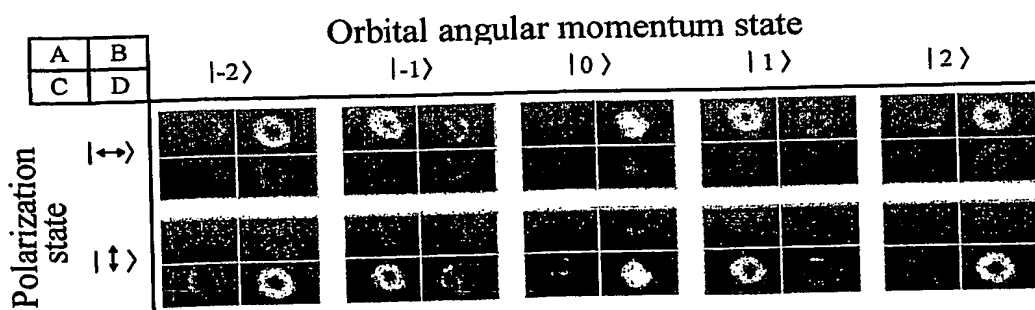 Orbital angular momentum state
A B
C D
|-2⟩ |-1⟩ |0⟩ |1⟩ |2⟩
Polarization
state
|↔⟩
|↕⟩